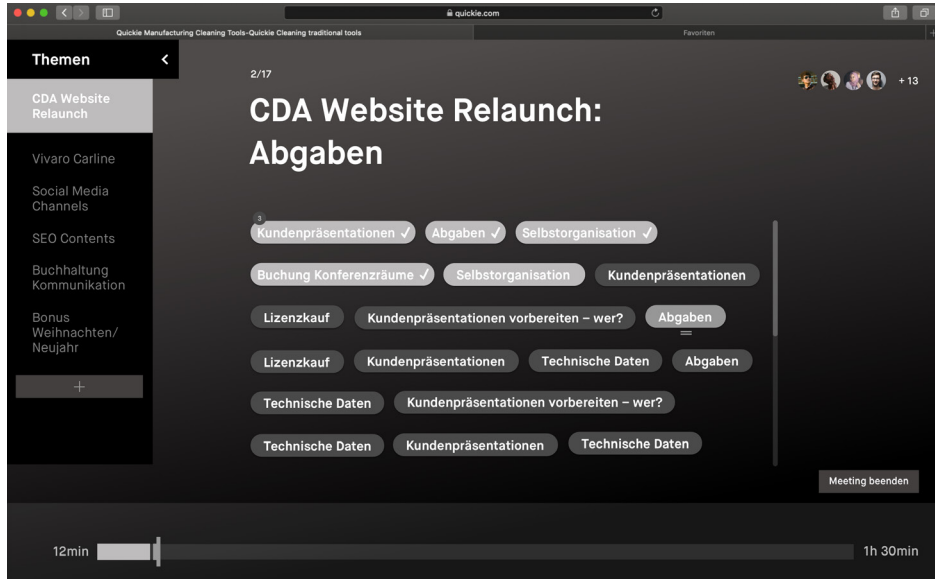 quickie.com
Quickie Manufacturing Cleaning Tools-Quickie Cleaning traditional tools
Favoriten
Themen
CDA Website
Relaunch
Vivaro Carline
Social Media
Channels
SEO Contents
Buchhaltung
Kommunikation
Bonus
Weihnachten/
Neujahr
+
2/17
+ 13
CDA Website Relaunch:
Abgaben
3
Kundenpräsentationen ✓ Abgaben ✓ Selbstorganisation ✓
Buchung Konferenzräume ✓ Selbstorganisation Kundenpräsentationen
Lizenzkauf Kundenpräsentationen vorbereiten – wer? Abgaben
Lizenzkauf Kundenpräsentationen Technische Daten Abgaben
Technische Daten Kundenpräsentationen vorbereiten – wer?
Technische Daten Kundenpräsentationen Technische Daten
Meeting beenden
12min 1h 30min